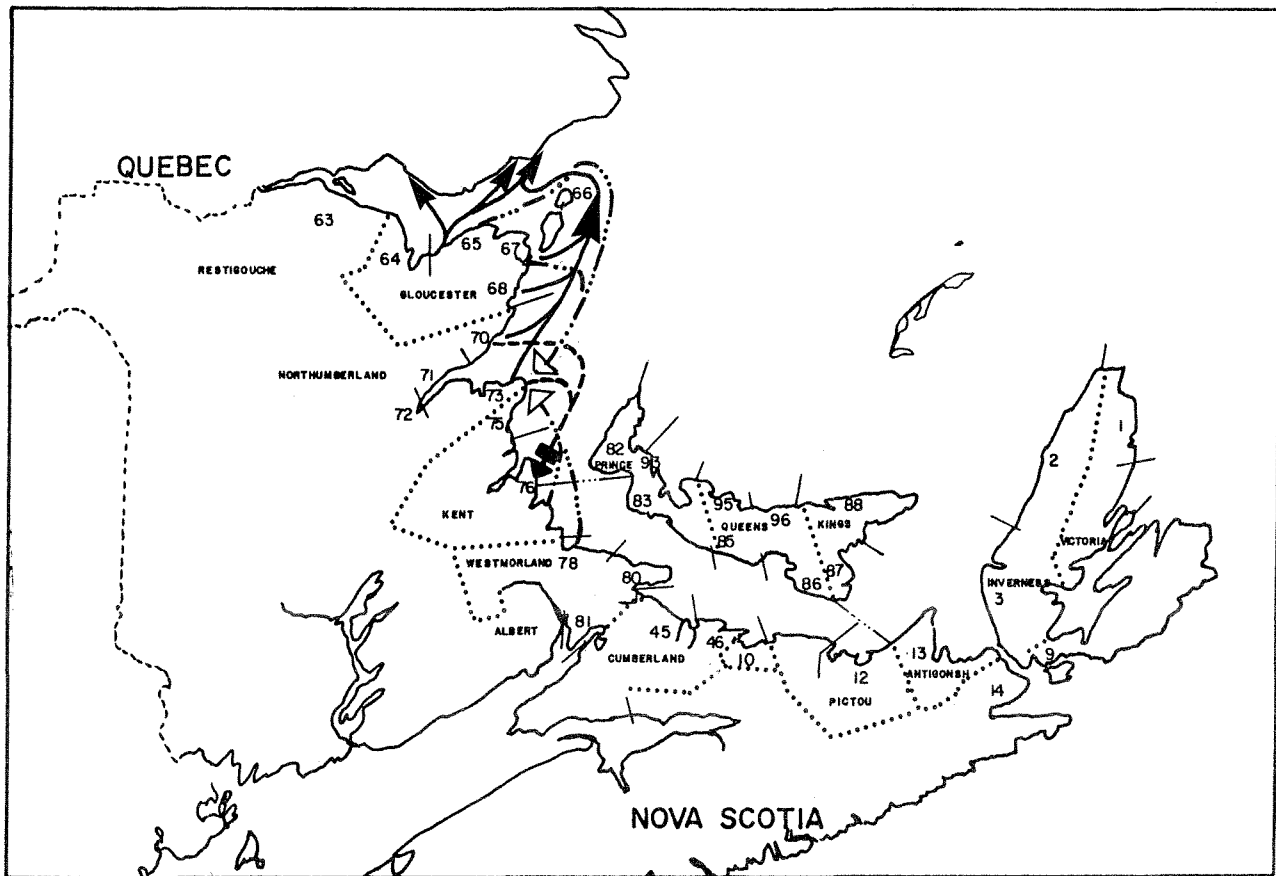 QUEBEC
66
63
65
67
64
RESTIGOUCHE
68
GLOUCESTER
70
NORTHUMBERLAND
71
73
72
75
1
82
2
PRINCE
93
76
83
95
88
KENT
QUEENS
96
KINGS
85
VICTORIA
WESTMORLAND
78
87
80
86
INVERNESS
3
ALBERT
81
45
46
13
9
CUMBERLAND
10
12
ANTIGONSH
14
PICTOU
NOVA SCOTIA